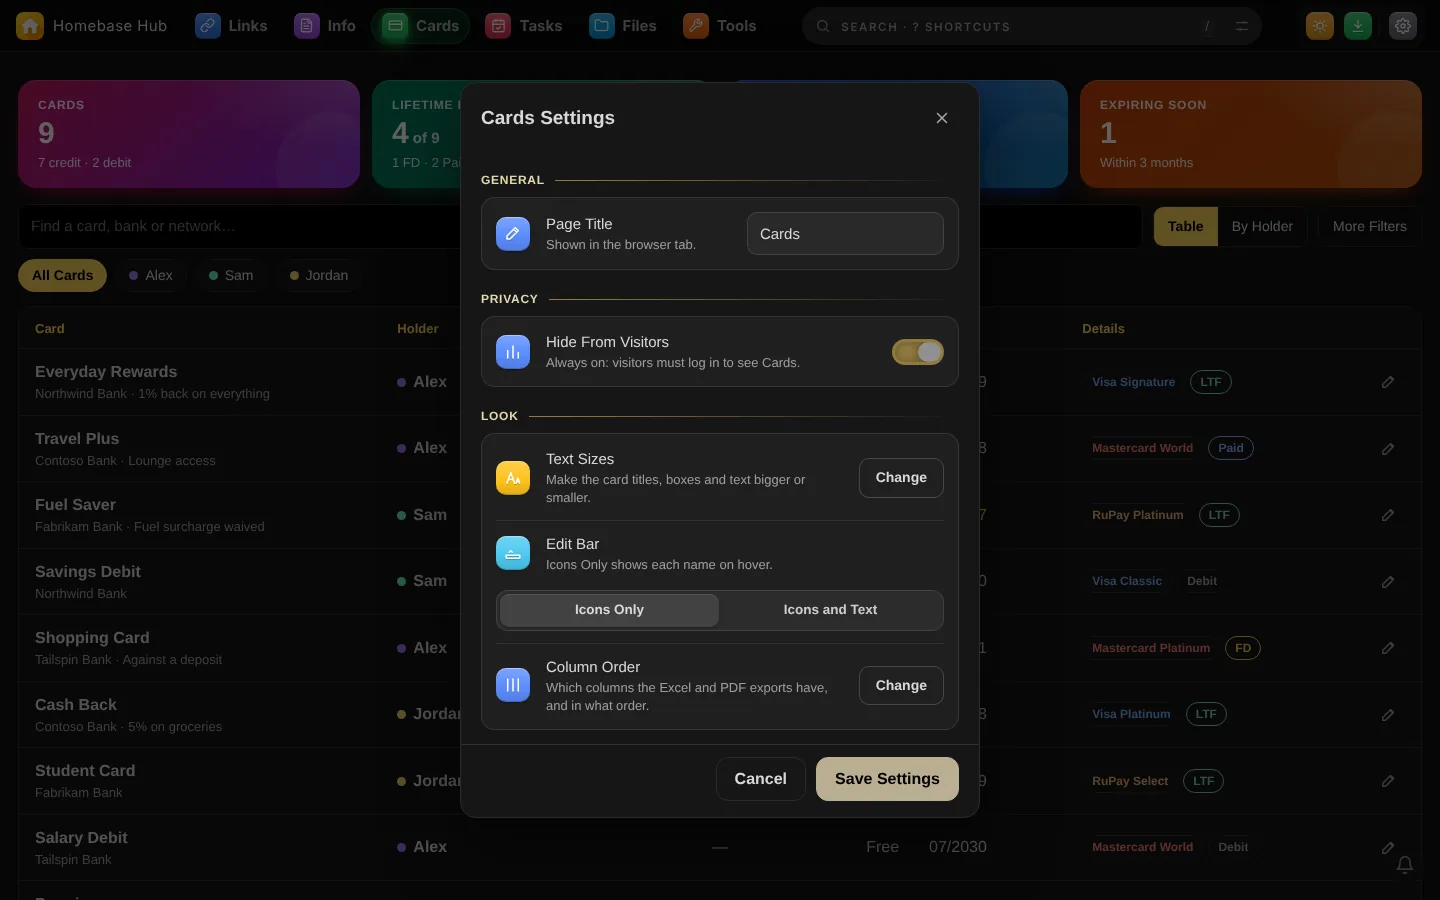 Homebase Hub
Links
Info
Cards
Tasks
Files
Tools
SEARCH · ? SHORTCUTS
/
CARDS
9
7 credit · 2 debit
LIFETIME
4 of 9
1 FD · 2
EXPIRING SOON
1
Within 3 months
Find a card, bank or network…
Table
By Holder
More Filters
All Cards
Alex
Sam
Jordan
Card
Holder
Details
Everyday Rewards
Northwind Bank · 1% back on everything
Alex
9
Visa Signature
LTF
Travel Plus
Contoso Bank · Lounge access
Alex
8
Mastercard World
Paid
Fuel Saver
Fabrikam Bank · Fuel surcharge waived
Sam
7
RuPay Platinum
LTF
Savings Debit
Northwind Bank
Sam
0
Visa Classic
Debit
Shopping Card
Tailspin Bank · Against a deposit
Alex
1
Mastercard Platinum
FD
Cash Back
Contoso Bank · 5% on groceries
Jordan
8
Visa Platinum
LTF
Student Card
Fabrikam Bank
Jordan
9
RuPay Select
LTF
Salary Debit
Tailspin Bank
Alex
—
Free
07/2030
Mastercard World
Debit
Cards Settings
GENERAL
Page Title
Shown in the browser tab.
Cards
PRIVACY
Hide From Visitors
Always on: visitors must log in to see Cards.
LOOK
Text Sizes
Make the card titles, boxes and text bigger or
smaller.
Change
Edit Bar
Icons Only shows each name on hover.
Icons Only
Icons and Text
Column Order
Which columns the Excel and PDF exports have,
and in what order.
Change
Cancel
Save Settings